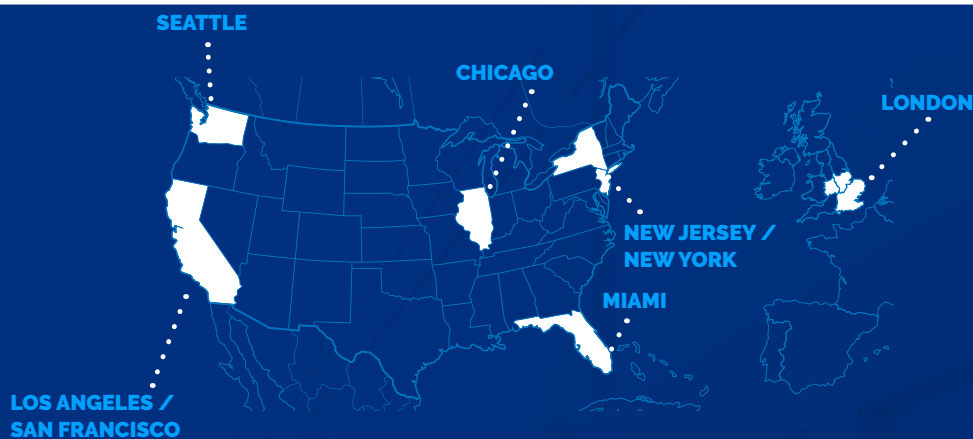 SEATTLE
CHICAGO
LONDON
NEW JERSEY /
NEW YORK
MIAMI
LOS ANGELES /
SAN FRANCISCO